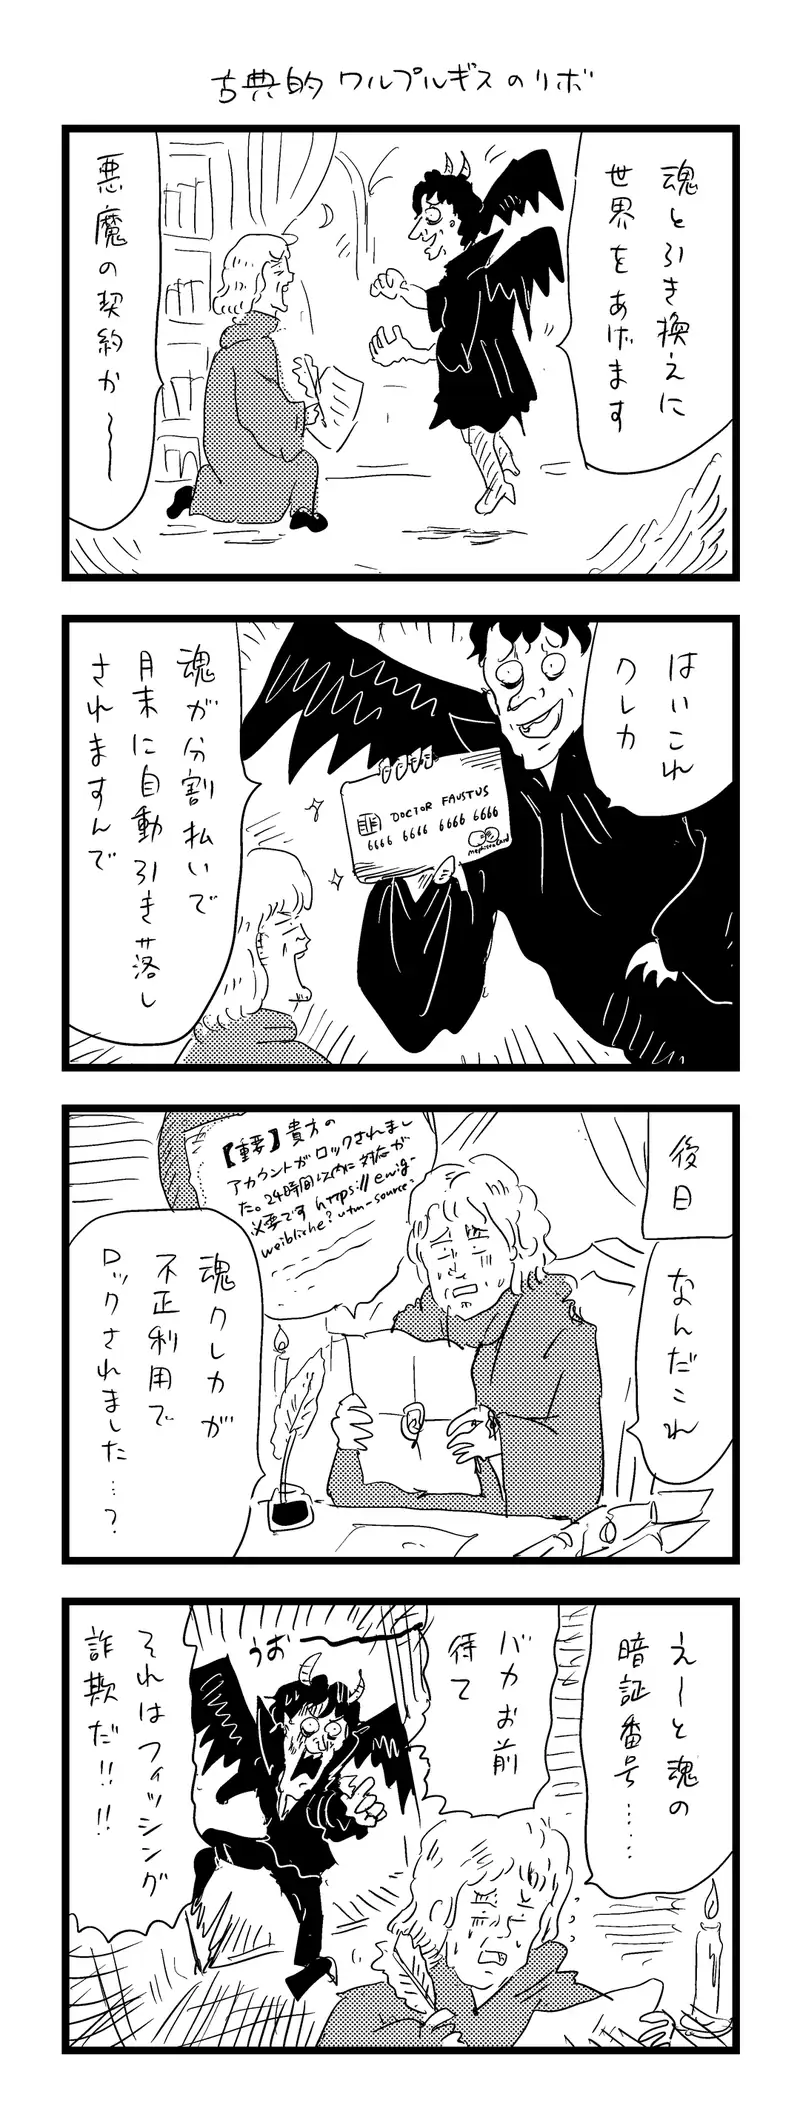 古典的ワルプルギスのリボ
魂と引き換えに
世界をあげます
悪魔の契約か〜
はいこれ
クレカ
DOCTOR FAUSTUS
6666 6666 6666 6666
mephistocard
魂が分割払いで
月末に自動引き落し
されますんで
後日
なんだこれ
【重要】貴方の
アカウントがロックされまし
た。24時間以内に対応が
必要です https://ewig-
weibliche?utm-source=
魂クレカが
不正利用で
ロックされました…?
えーと魂の
暗証番号……
バカお前
待て
うおー
それはフィッシング
詐欺だ!!!!